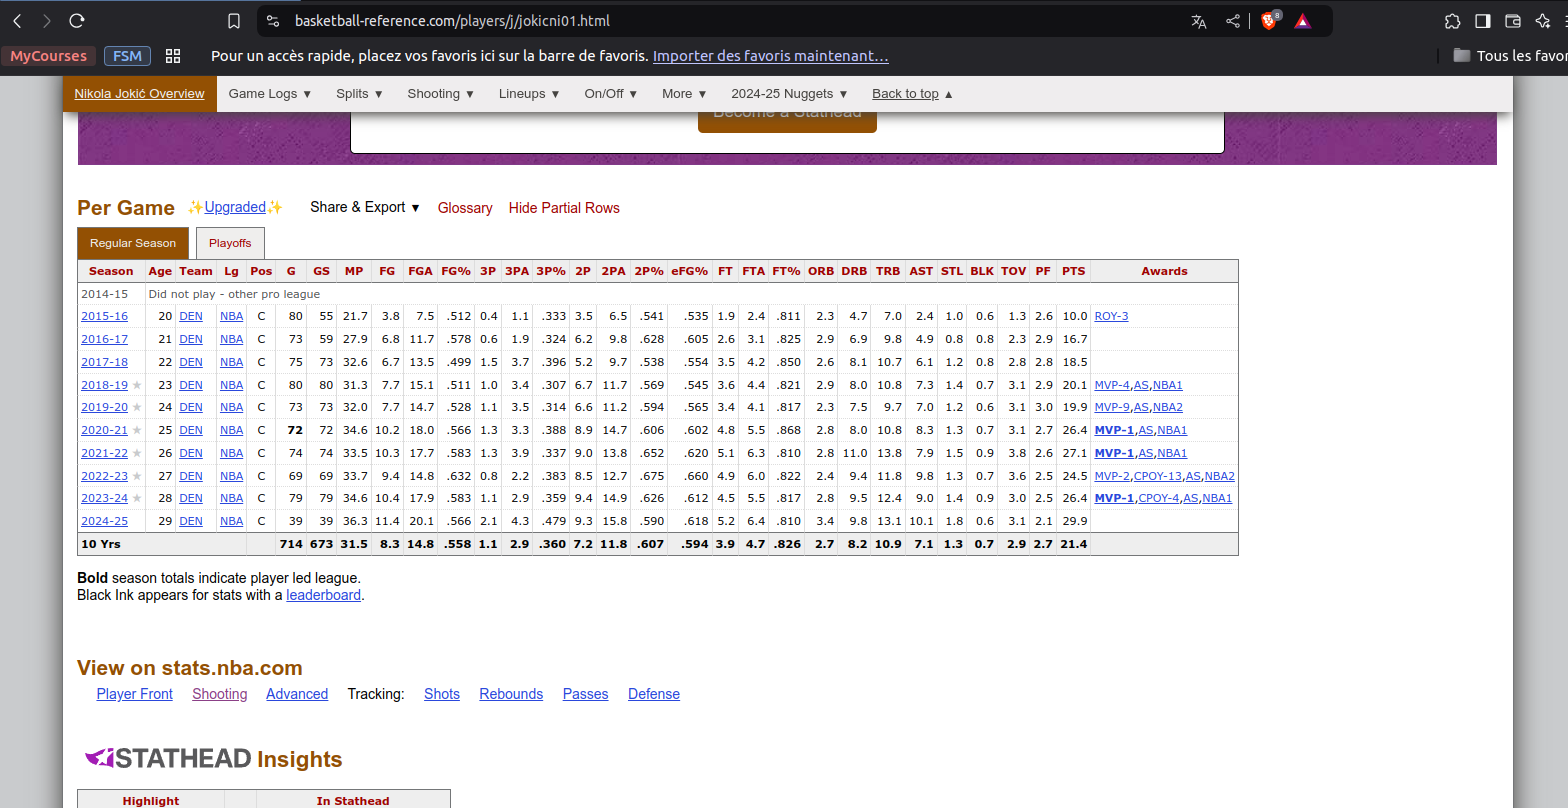 basketball-reference.com/players/j/jokicni01.html
8
MyCourses FSM Pour un accès rapide, placez vos favoris ici sur la barre de favoris. Importer des favoris maintenant… Tous les favor
Nikola Jokić Overview Game Logs ▼ Splits ▼ Shooting ▼ Lineups ▼ On/Off ▼ More ▼ 2024-25 Nuggets ▼ Back to top ▲
Become a Stathead
Per Game ✨Upgraded✨ Share & Export ▼ Glossary Hide Partial Rows
Regular Season Playoffs
Season Age Team Lg Pos G GS MP FG FGA FG% 3P 3PA 3P% 2P 2PA 2P% eFG% FT FTA FT% ORB DRB TRB AST STL BLK TOV PF PTS Awards
2014-15 Did not play - other pro league
2015-16 20 DEN NBA C 80 55 21.7 3.8 7.5 .512 0.4 1.1 .333 3.5 6.5 .541 .535 1.9 2.4 .811 2.3 4.7 7.0 2.4 1.0 0.6 1.3 2.6 10.0 ROY-3
2016-17 21 DEN NBA C 73 59 27.9 6.8 11.7 .578 0.6 1.9 .324 6.2 9.8 .628 .605 2.6 3.1 .825 2.9 6.9 9.8 4.9 0.8 0.8 2.3 2.9 16.7
2017-18 22 DEN NBA C 75 73 32.6 6.7 13.5 .499 1.5 3.7 .396 5.2 9.7 .538 .554 3.5 4.2 .850 2.6 8.1 10.7 6.1 1.2 0.8 2.8 2.8 18.5
2018-19 ★ 23 DEN NBA C 80 80 31.3 7.7 15.1 .511 1.0 3.4 .307 6.7 11.7 .569 .545 3.6 4.4 .821 2.9 8.0 10.8 7.3 1.4 0.7 3.1 2.9 20.1 MVP-4,AS,NBA1
2019-20 ★ 24 DEN NBA C 73 73 32.0 7.7 14.7 .528 1.1 3.5 .314 6.6 11.2 .594 .565 3.4 4.1 .817 2.3 7.5 9.7 7.0 1.2 0.6 3.1 3.0 19.9 MVP-9,AS,NBA2
2020-21 ★ 25 DEN NBA C 72 72 34.6 10.2 18.0 .566 1.3 3.3 .388 8.9 14.7 .606 .602 4.8 5.5 .868 2.8 8.0 10.8 8.3 1.3 0.7 3.1 2.7 26.4 MVP-1,AS,NBA1
2021-22 ★ 26 DEN NBA C 74 74 33.5 10.3 17.7 .583 1.3 3.9 .337 9.0 13.8 .652 .620 5.1 6.3 .810 2.8 11.0 13.8 7.9 1.5 0.9 3.8 2.6 27.1 MVP-1,AS,NBA1
2022-23 ★ 27 DEN NBA C 69 69 33.7 9.4 14.8 .632 0.8 2.2 .383 8.5 12.7 .675 .660 4.9 6.0 .822 2.4 9.4 11.8 9.8 1.3 0.7 3.6 2.5 24.5 MVP-2,CPOY-13,AS,NBA2
2023-24 ★ 28 DEN NBA C 79 79 34.6 10.4 17.9 .583 1.1 2.9 .359 9.4 14.9 .626 .612 4.5 5.5 .817 2.8 9.5 12.4 9.0 1.4 0.9 3.0 2.5 26.4 MVP-1,CPOY-4,AS,NBA1
2024-25 29 DEN NBA C 39 39 36.3 11.4 20.1 .566 2.1 4.3 .479 9.3 15.8 .590 .618 5.2 6.4 .810 3.4 9.8 13.1 10.1 1.8 0.6 3.1 2.1 29.9
10 Yrs 714 673 31.5 8.3 14.8 .558 1.1 2.9 .360 7.2 11.8 .607 .594 3.9 4.7 .826 2.7 8.2 10.9 7.1 1.3 0.7 2.9 2.7 21.4
Bold season totals indicate player led league.
Black Ink appears for stats with a leaderboard.
View on stats.nba.com
Player Front Shooting Advanced Tracking: Shots Rebounds Passes Defense
STATHEAD Insights
Highlight In Stathead